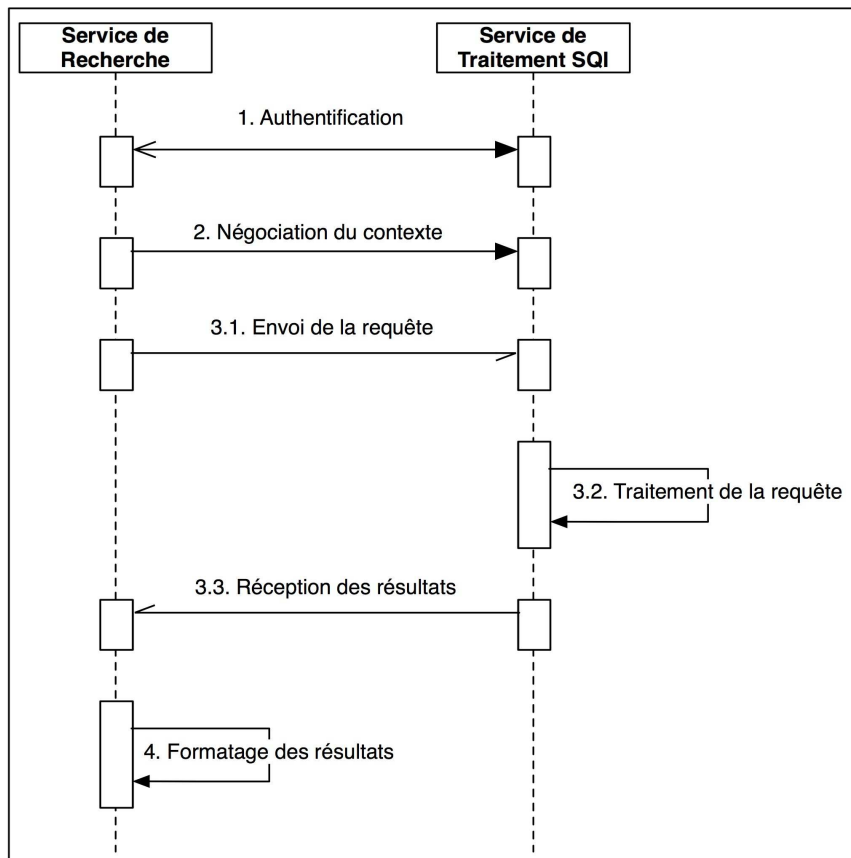 Service de
Recherche
Service de
Traitement SQI
1. Authentification
2. Négociation du contexte
3.1. Envoi de la requête
3.2. Traitement de la requête
3.3. Réception des résultats
4. Formatage des résultats